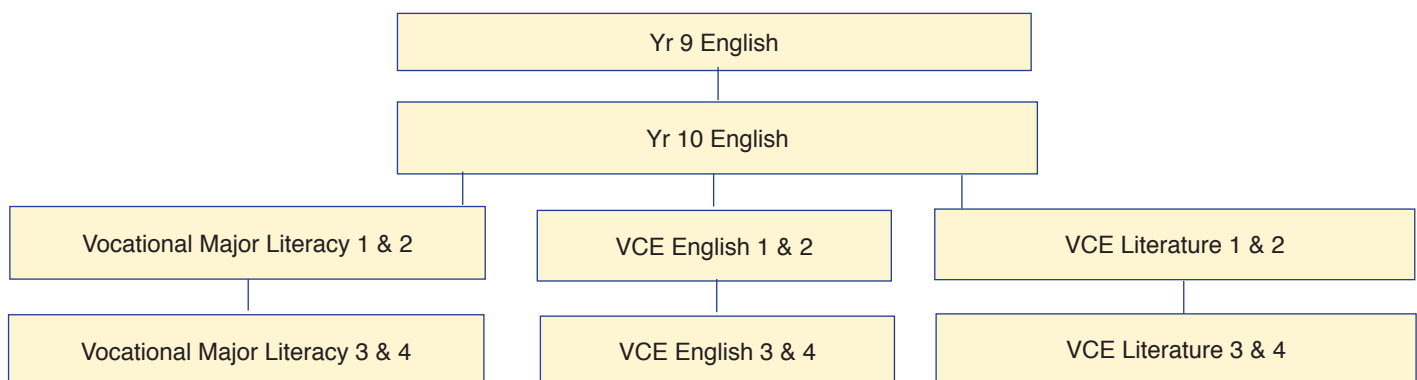 Yr 9 English
Yr 10 English
Vocational Major Literacy 1 & 2
VCE English 1 & 2
VCE Literature 1 & 2
Vocational Major Literacy 3 & 4
VCE English 3 & 4
VCE Literature 3 & 4